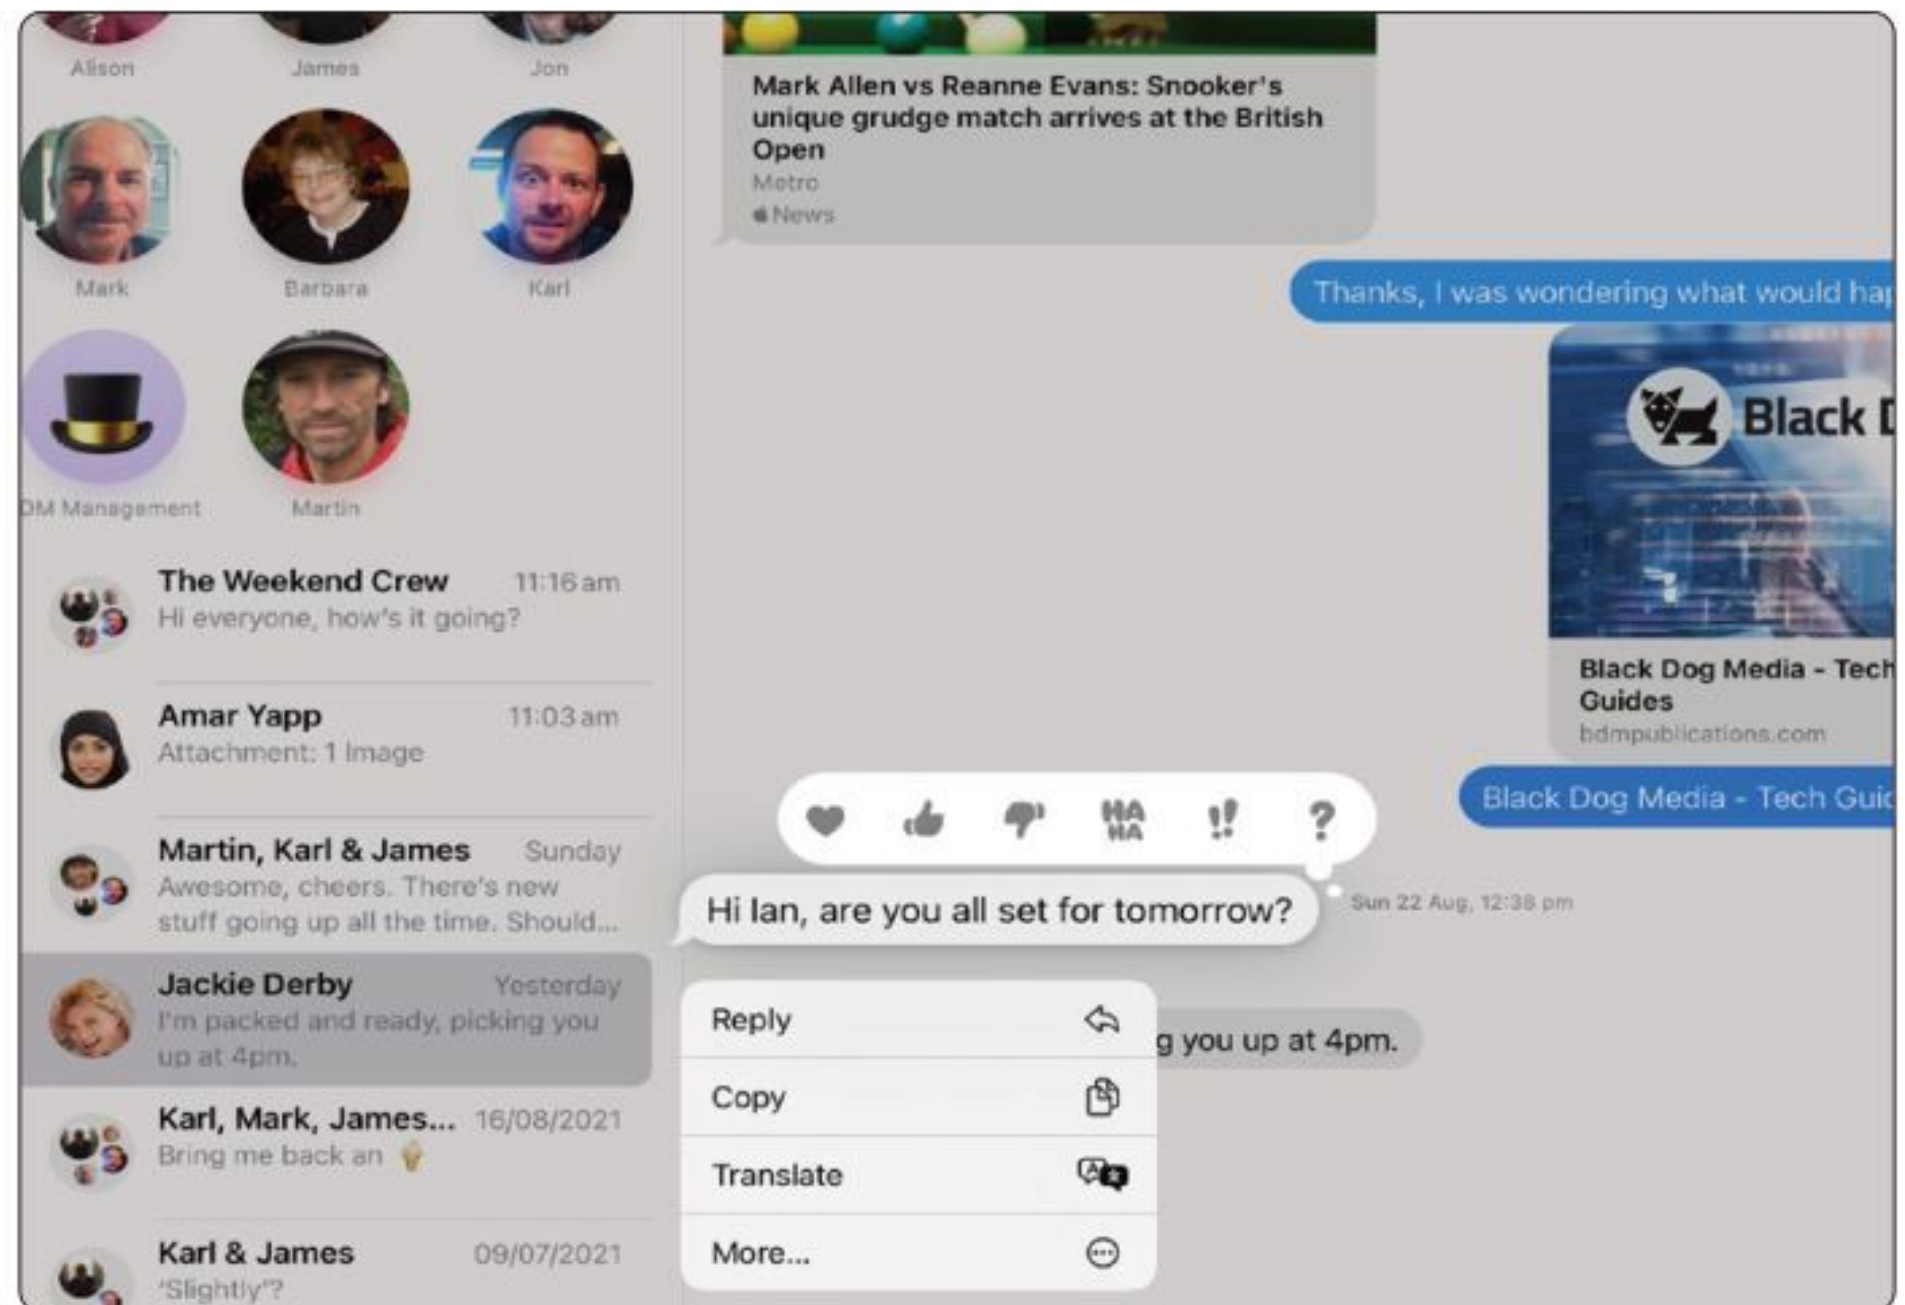 Alison James Jon
Mark Barbara Karl
DM Management Martin
The Weekend Crew 11:16 am
Hi everyone, how's it going?
Amar Yapp 11:03 am
Attachment: 1 Image
Martin, Karl & James Sunday
Awesome, cheers. There's new
stuff going up all the time. Should...
Jackie Derby Yesterday
I'm packed and ready, picking you
up at 4pm.
Karl, Mark, James... 16/08/2021
Bring me back an 🍦
Karl & James 09/07/2021
'Slightly'?
Mark Allen vs Reanne Evans: Snooker's
unique grudge match arrives at the British
Open
Metro
News
Thanks, I was wondering what would hap
Black D
Black Dog Media - Tech
Guides
bdmpublications.com
Black Dog Media - Tech Guid
HA
HA
!!
?
Hi Ian, are you all set for tomorrow?
Sun 22 Aug, 12:38 pm
g you up at 4pm.
Reply
Copy
Translate
More...